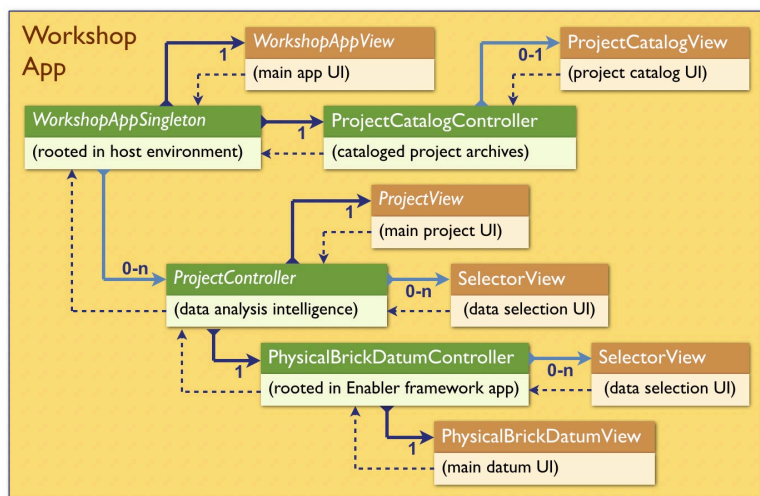 Workshop
App
WorkshopAppView
1
(main app UI)
ProjectCatalogView
0-1
(project catalog UI)
WorkshopAppSingleton
(rooted in host environment)
1
ProjectCatalogController
(cataloged project archives)
ProjectView
1
(main project UI)
0-n
ProjectController
(data analysis intelligence)
0-n
SelectorView
(data selection UI)
1
PhysicalBrickDatumController
(rooted in Enabler framework app)
0-n
SelectorView
(data selection UI)
1
PhysicalBrickDatumView
(main datum UI)